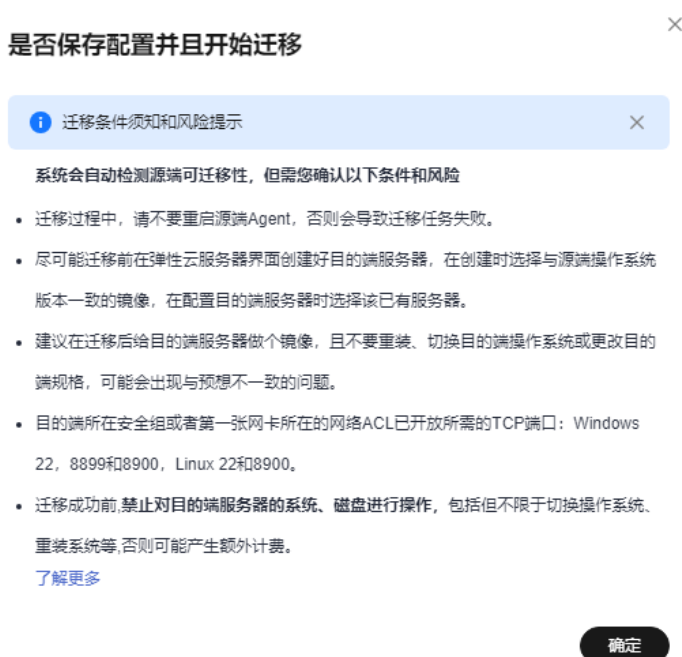 是否保存配置并且开始迁移
迁移条件须知和风险提示
系统会自动检测源端可迁移性，但需您确认以下条件和风险
• 迁移过程中，请不要重启源端Agent，否则会导致迁移任务失败。
• 尽可能迁移前在弹性云服务器界面创建好目的端服务器，在创建时选择与源端操作系统
版本一致的镜像，在配置目的端服务器时选择该已有服务器。
• 建议在迁移后给目的端服务器做个镜像，且不要重装、切换目的端操作系统或更改目的
端规格，可能会出现与预想不一致的问题。
• 目的端所在安全组或者第一张网卡所在的网络ACL已开放所需的TCP端口：Windows
22，8899和8900，Linux 22和8900。
• 迁移成功前,禁止对目的端服务器的系统、磁盘进行操作，包括但不限于切换操作系统、
重装系统等,否则可能产生额外计费。
了解更多
确定